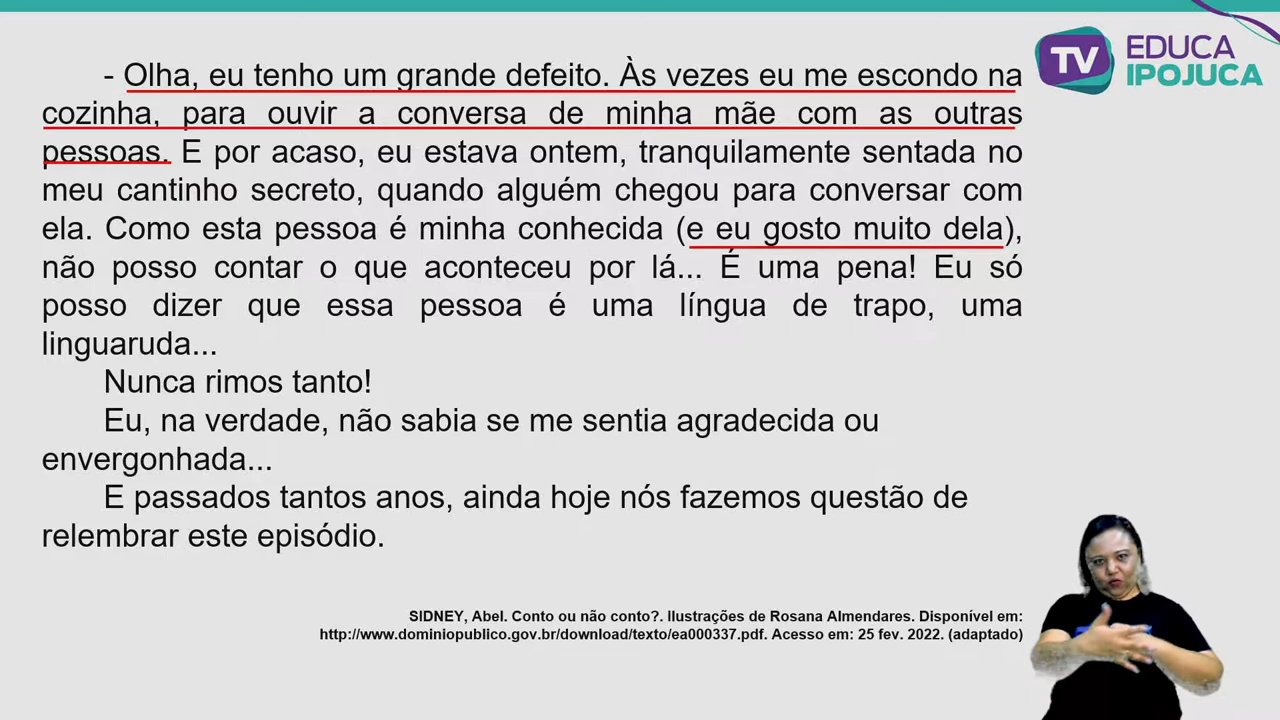 - Olha, eu tenho um grande defeito. Às vezes eu me escondo na
cozinha, para ouvir a conversa de minha mãe com as outras
pessoas. E por acaso, eu estava ontem, tranquilamente sentada no
meu cantinho secreto, quando alguém chegou para conversar com
ela. Como esta pessoa é minha conhecida (e eu gosto muito dela),
não posso contar o que aconteceu por lá... É uma pena! Eu só
posso dizer que essa pessoa é uma língua de trapo, uma
linguaruda...
Nunca rimos tanto!
Eu, na verdade, não sabia se me sentia agradecida ou
envergonhada...
E passados tantos anos, ainda hoje nós fazemos questão de
relembrar este episódio.
SIDNEY, Abel. Conto ou não conto?. Ilustrações de Rosana Almendares. Disponível em:
http://www.dominiopublico.gov.br/download/texto/ea000337.pdf. Acesso em: 25 fev. 2022. (adaptado)
TV EDUCA
IPOJUCA